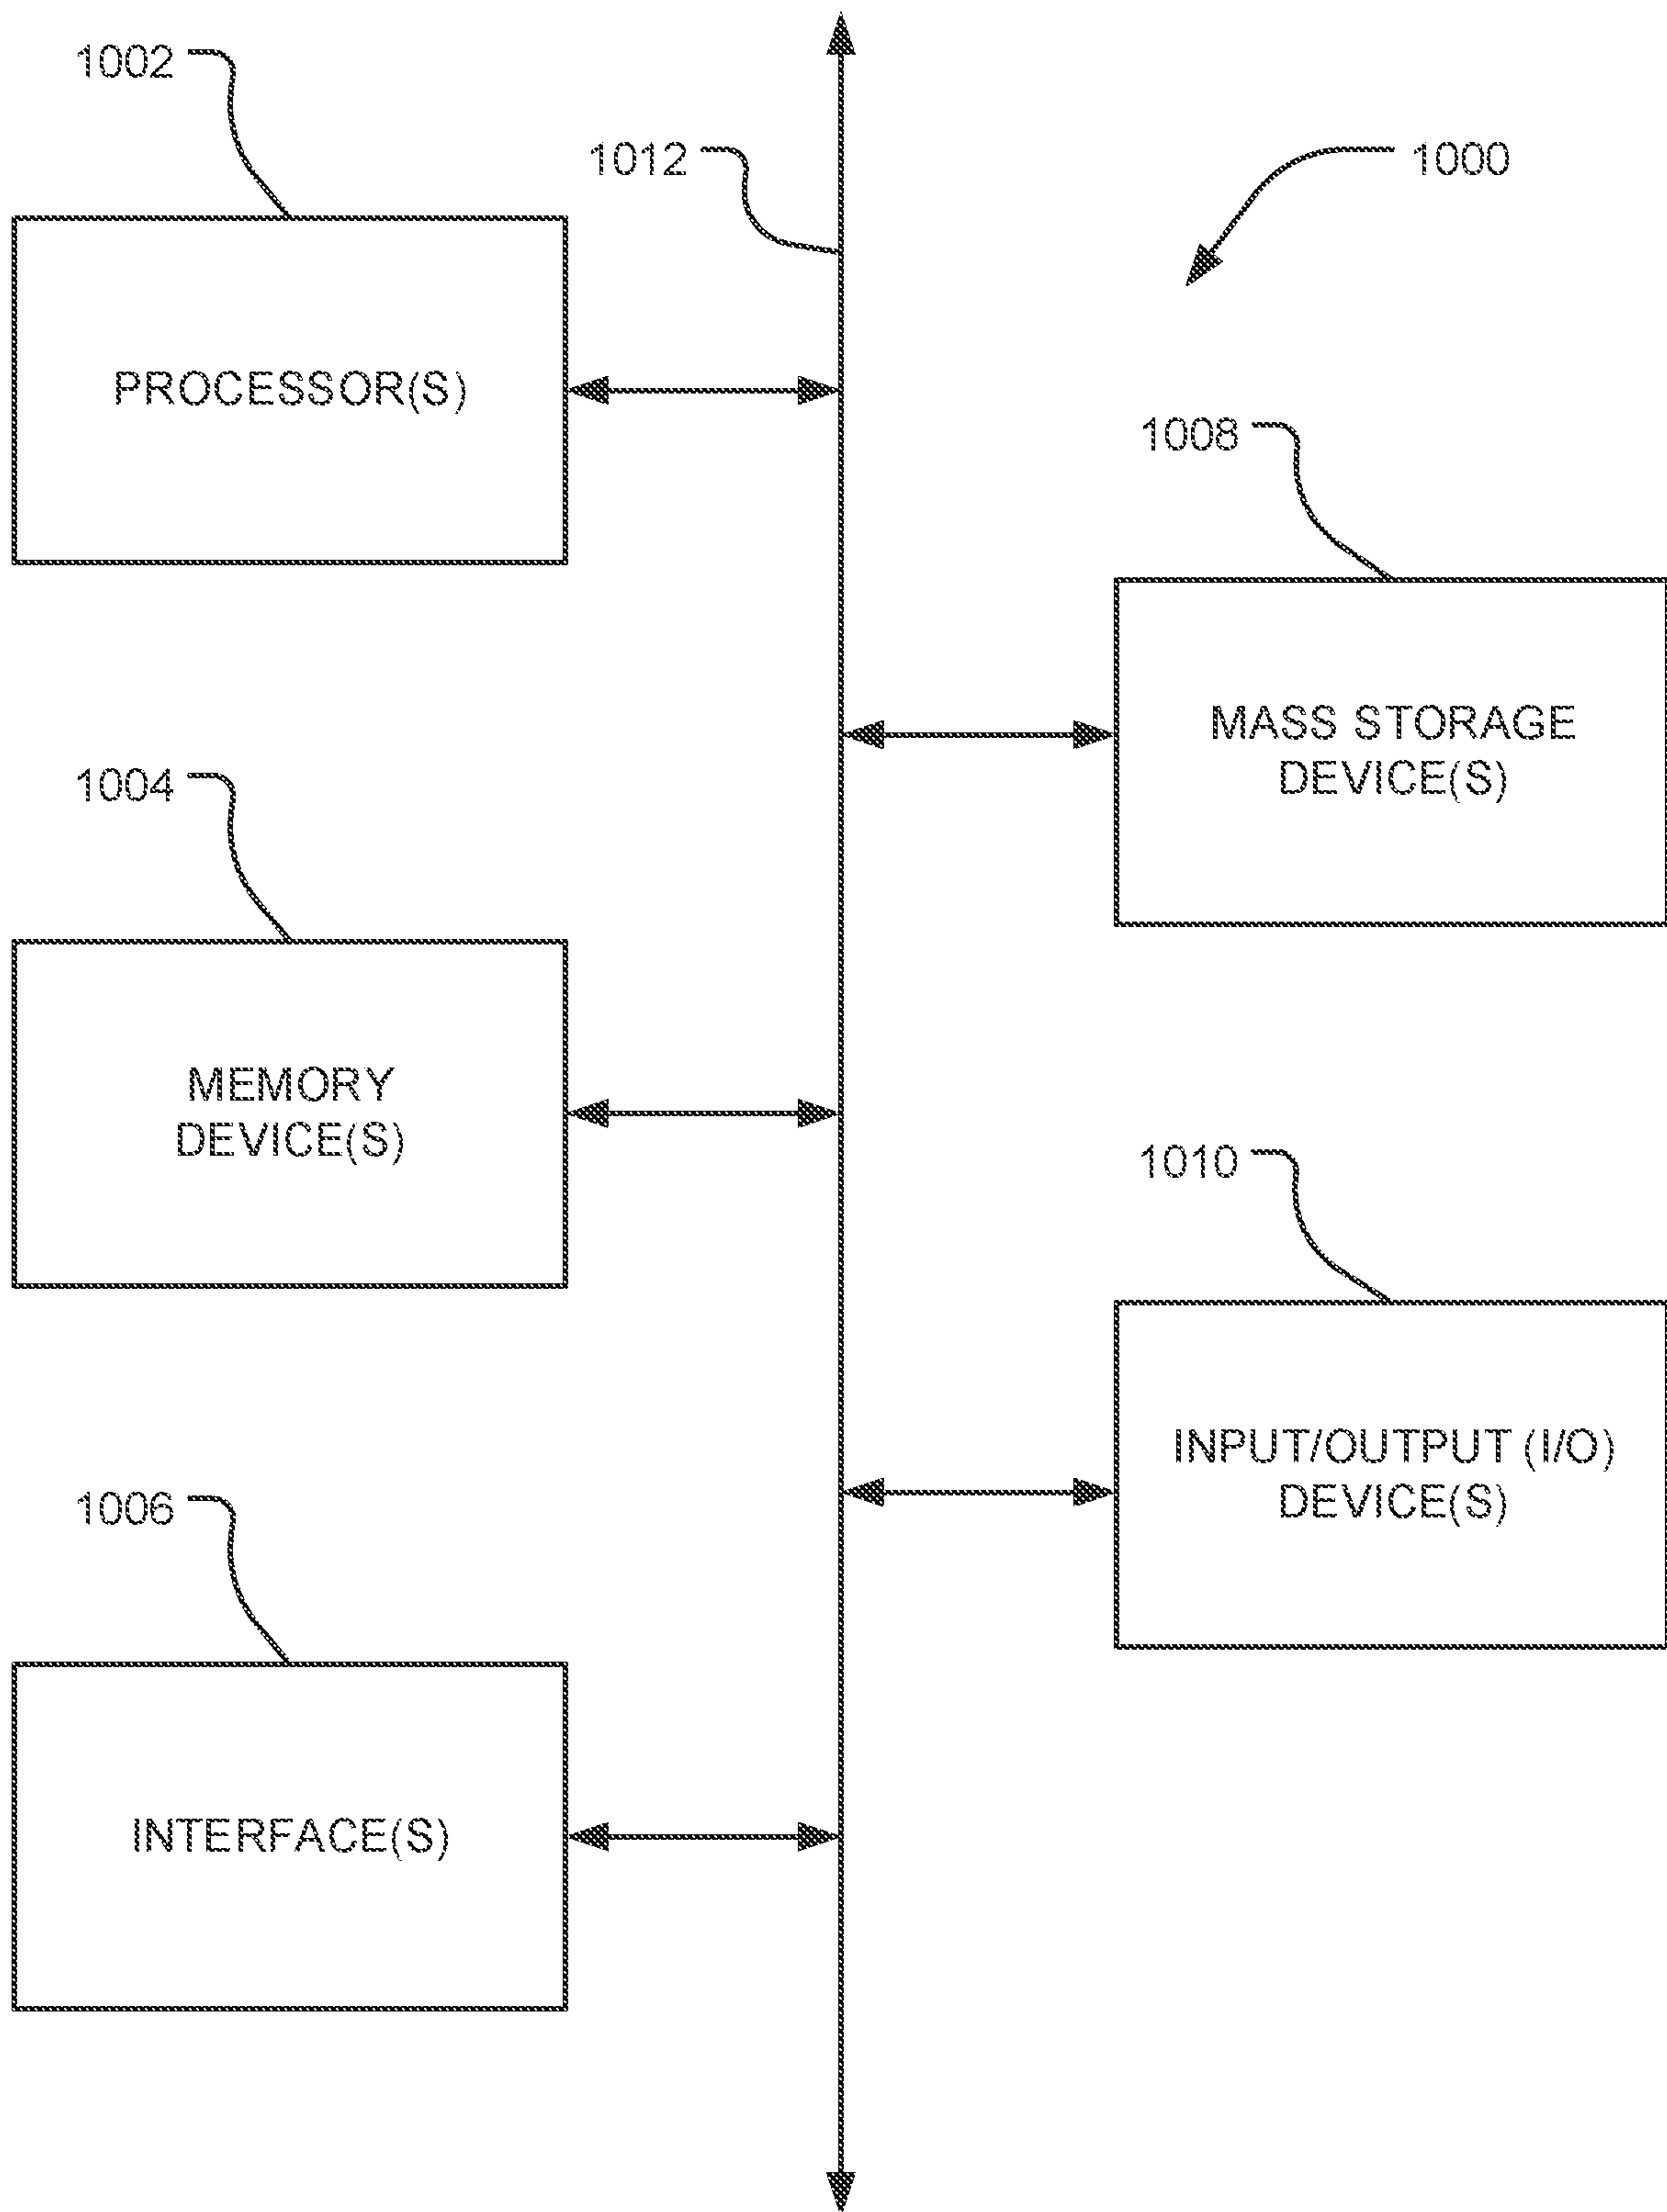 1002
1012
1000
PROCESSOR(S)
1008
MASS STORAGE
DEVICE(S)
1004
MEMORY
DEVICE(S)
1010
INPUT/OUTPUT (I/O)
DEVICE(S)
1006
INTERFACE(S)